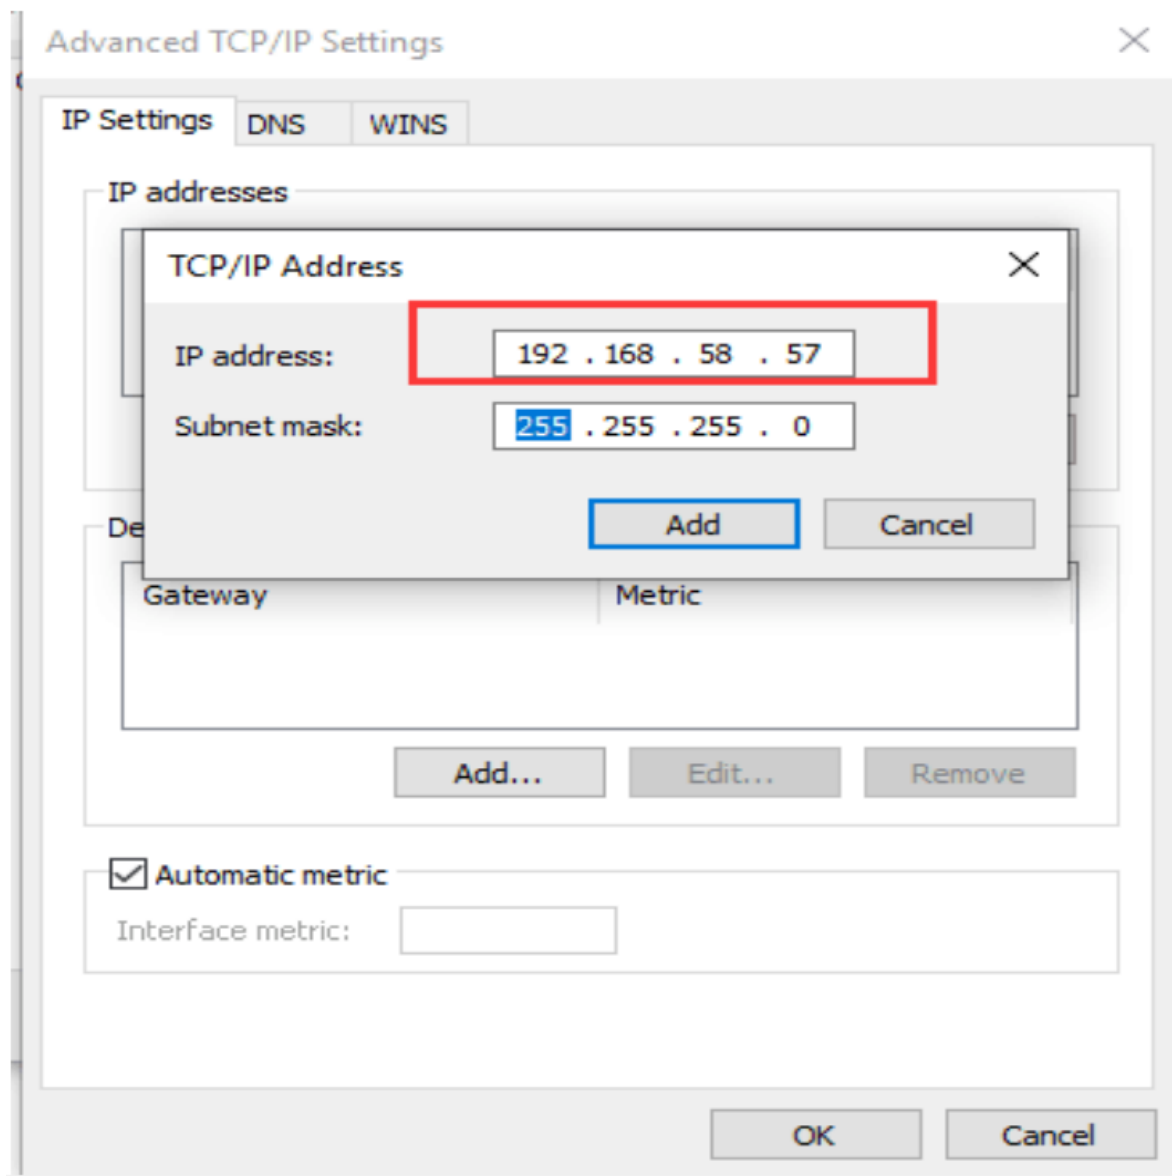 Advanced TCP/IP Settings
IP Settings DNS WINS
IP addresses
TCP/IP Address
IP address: 192 . 168 . 58 . 57
Subnet mask: 255 . 255 . 255 . 0
Add Cancel
De
Gateway Metric
Add... Edit... Remove
Automatic metric
Interface metric:
OK Cancel